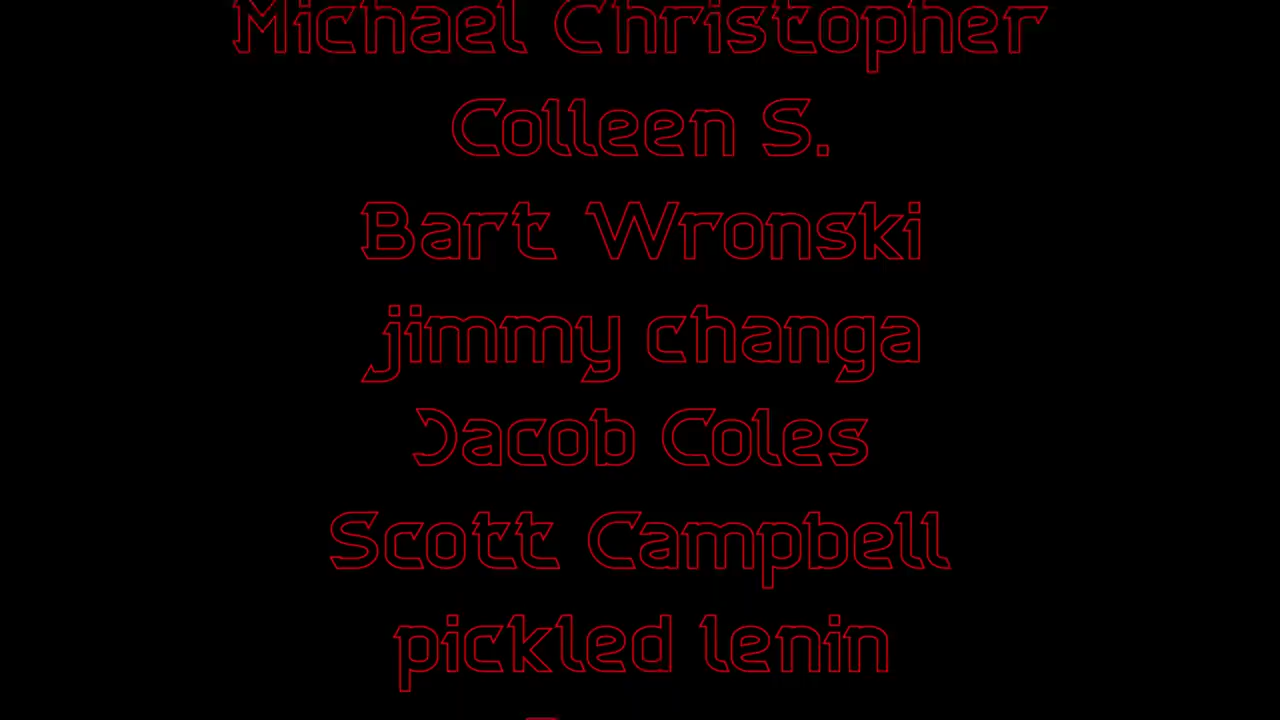 Michael Christopher
Colleen S.
Bart Wronski
jimmy changa
Jacob Coles
Scott Campbell
pickled lenin